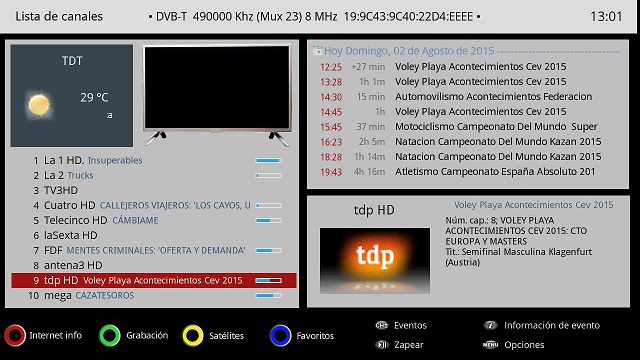 Lista de canales
• DVB-T 490000 Khz (Mux 23) 8 MHz 19:9C43:9C40:22D4:EEEE •
13:01
TDT
29 ºC
Hoy Domingo, 02 de Agosto de 2015
12:25 +27 min Voley Playa Acontecimientos Cev 2015
13:28 1h 1m Voley Playa Acontecimientos Cev 2015
14:30 15 min Automovilismo Acontecimientos Federacion
14:45 1h Voley Playa Acontecimientos Cev 2015
15:45 37 min Motociclismo Campeonato Del Mundo Super
16:23 2h 5m Natacion Campeonato Del Mundo Kazan 2015
18:28 1h 14m Natacion Campeonato Del Mundo Kazan 2015
19:43 4h 16m Atletismo Campeonato España Absoluto 201
1 La 1 HD. Insuperables
2 La 2 Trucks
3 TV3HD
4 Cuatro HD CALLEJEROS VIAJEROS: 'LOS CAYOS, U
5 Telecinco HD CÁMBIAME
6 laSexta HD
7 FDF MENTES CRIMINALES: 'OFERTA Y DEMANDA'
8 antena3 HD
9 tdp HD Voley Playa Acontecimientos Cev 2015
10 mega CAZATESOROS
tdp HD
tdp
Voley Playa Acontecimientos Cev 2015
Núm. cap.: 8; VOLEY PLAYA
ACONTECIMIENTOS 2015: CTO
EUROPA Y MASTERS
Tit.: Semifinal Masculina Klagenfurt
(Austria)
Internet info
Grabación
Satélites
Favoritos
CH± Eventos
Zapear
i Información de evento
MENU Opciones